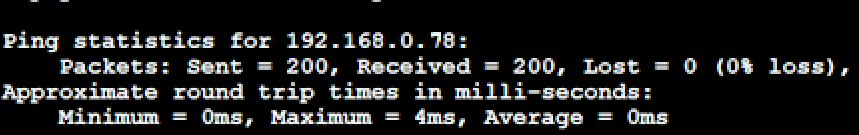 Ping statistics for 192.168.0.78:
Packets: Sent = 200, Received = 200, Lost = 0 (0% loss),
Approximate round trip times in milli-seconds:
Minimum = 0ms, Maximum = 4ms, Average = 0ms